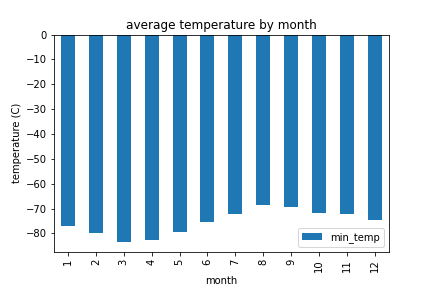 average temperature by month
temperature (C)
0
−10
−20
−30
−40
−50
−60
−70
−80
1 2 3 4 5 6 7 8 9 10 11 12
month
min_temp